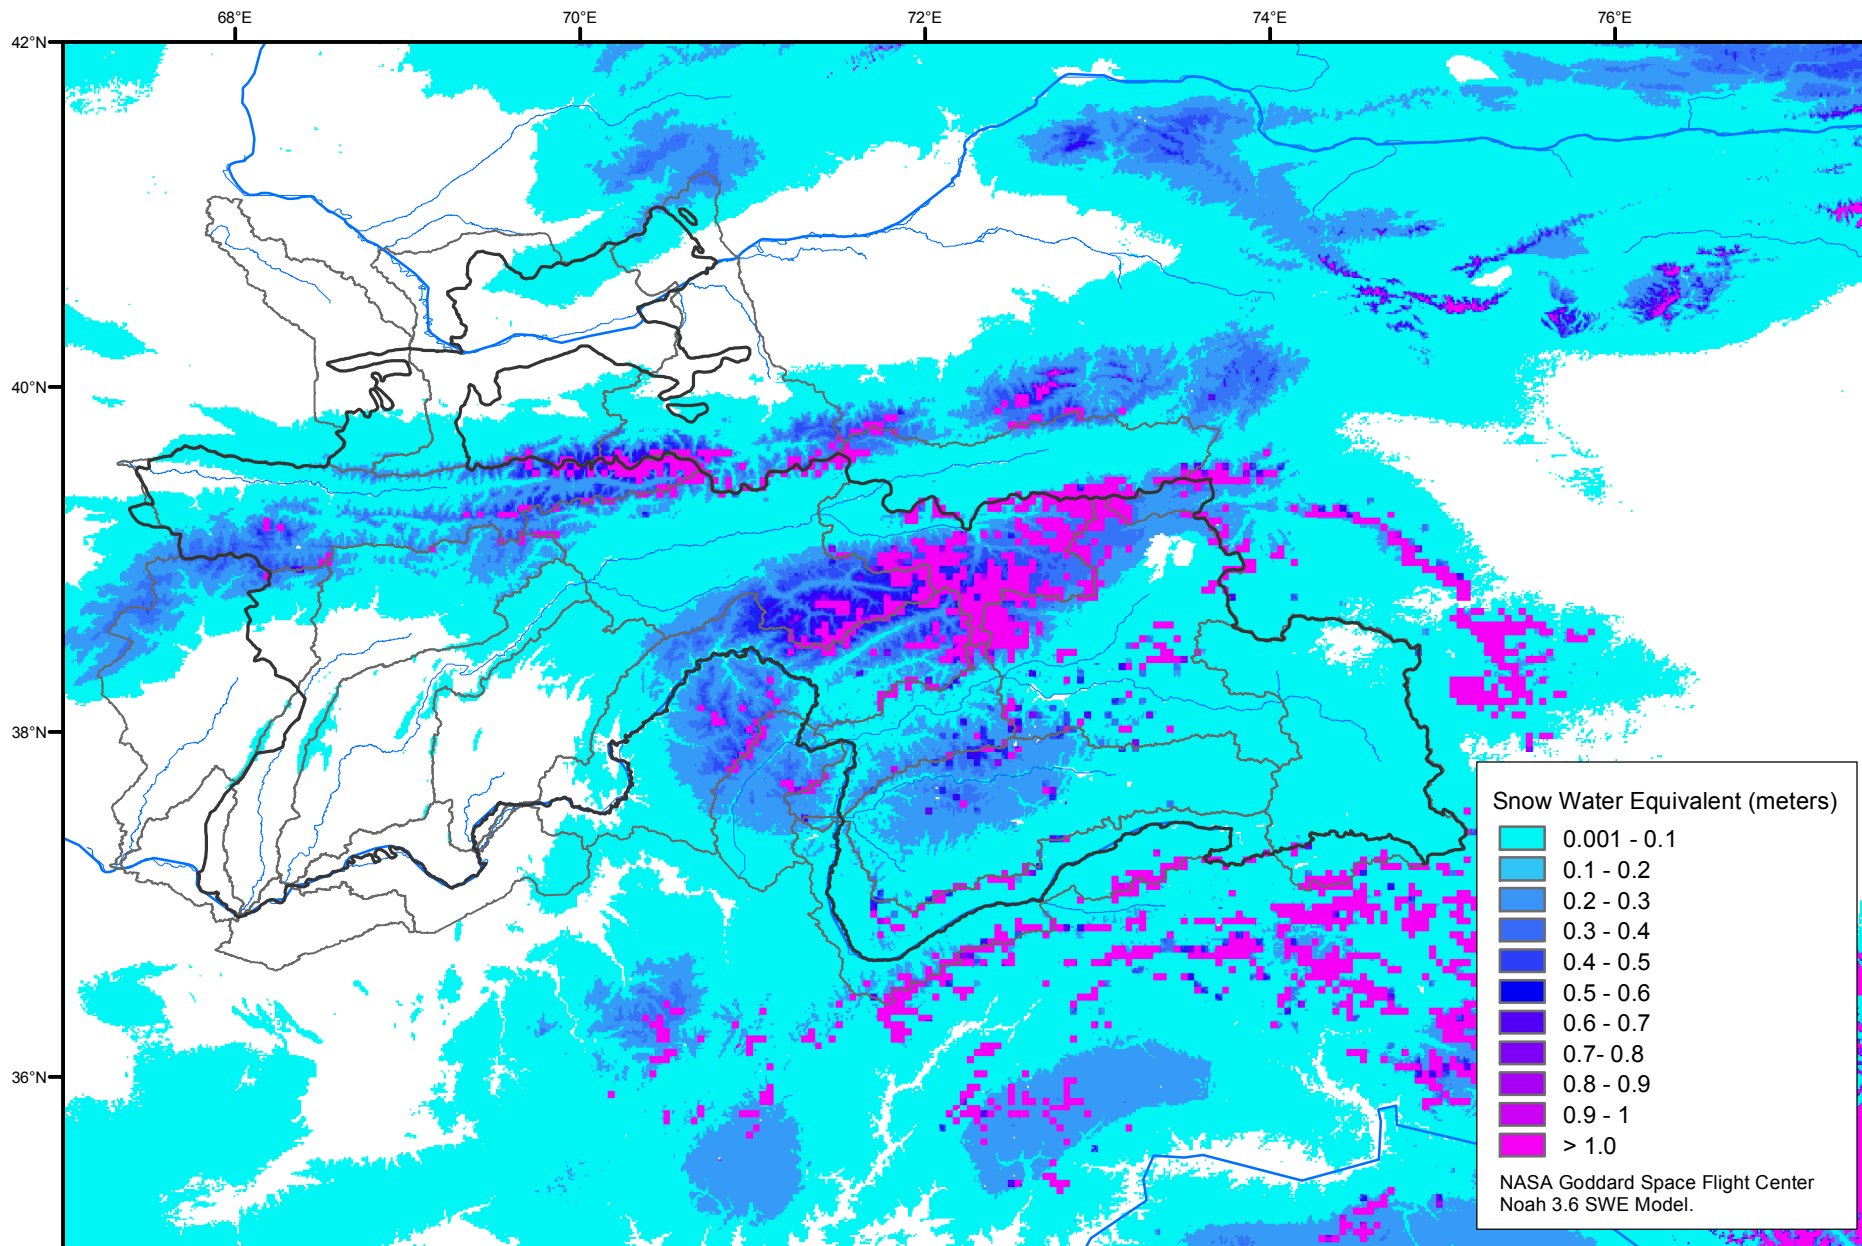 68°E
70°E
72°E
74°E
76°E
42°N
40°N
38°N
36°N
Snow Water Equivalent (meters)
0.001 - 0.1
0.1 - 0.2
0.2 - 0.3
0.3 - 0.4
0.4 - 0.5
0.5 - 0.6
0.6 - 0.7
0.7- 0.8
0.8 - 0.9
0.9 - 1
> 1.0
NASA Goddard Space Flight Center
Noah 3.6 SWE Model.